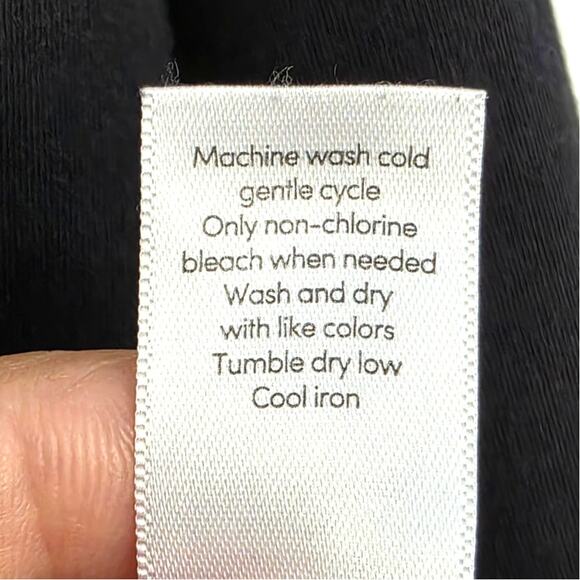 Machine wash cold
gentle cycle
Only non-chlorine
bleach when needed
Wash and dry
with like colors
Tumble dry low
Cool iron